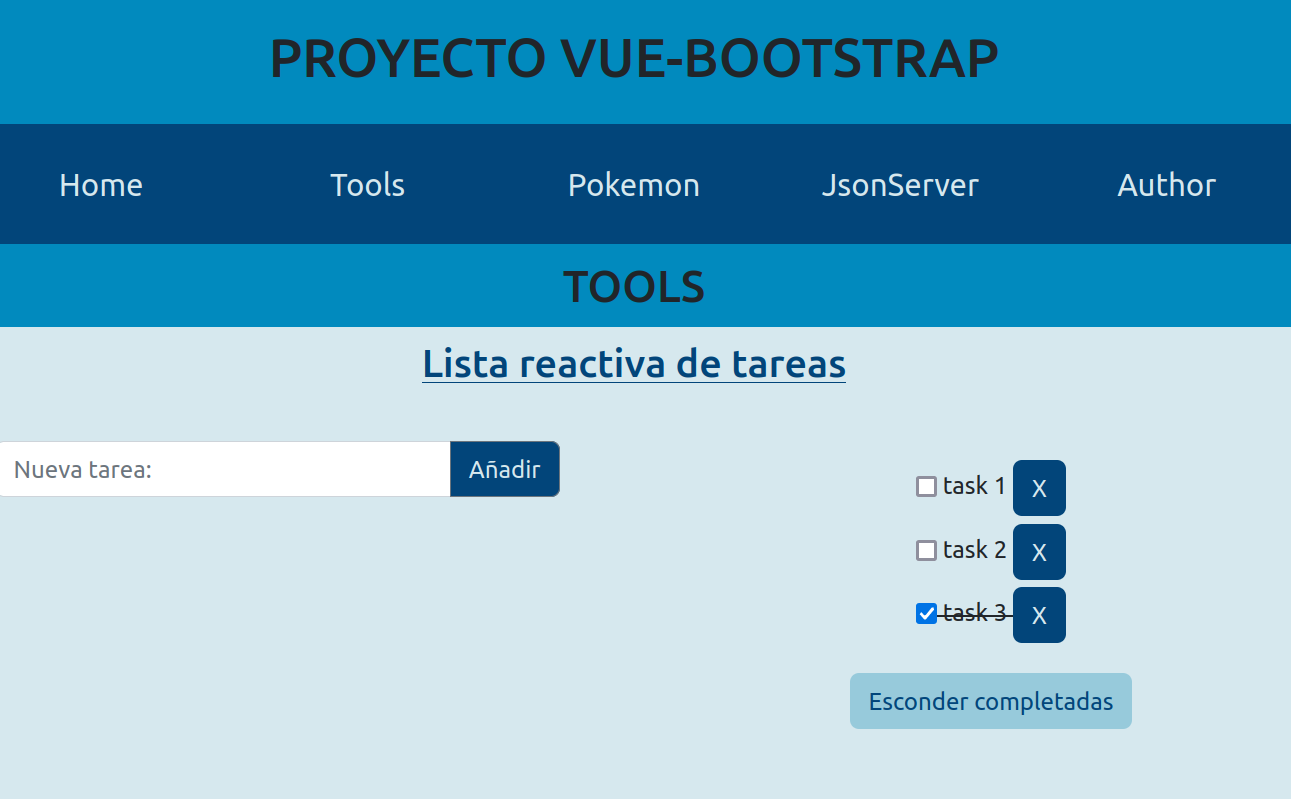 PROYECTO VUE-BOOTSTRAP
Home Tools Pokemon JsonServer Author
TOOLS
Lista reactiva de tareas
Nueva tarea: Añadir
task 1 X
task 2 X
task 3 X
Esconder completadas